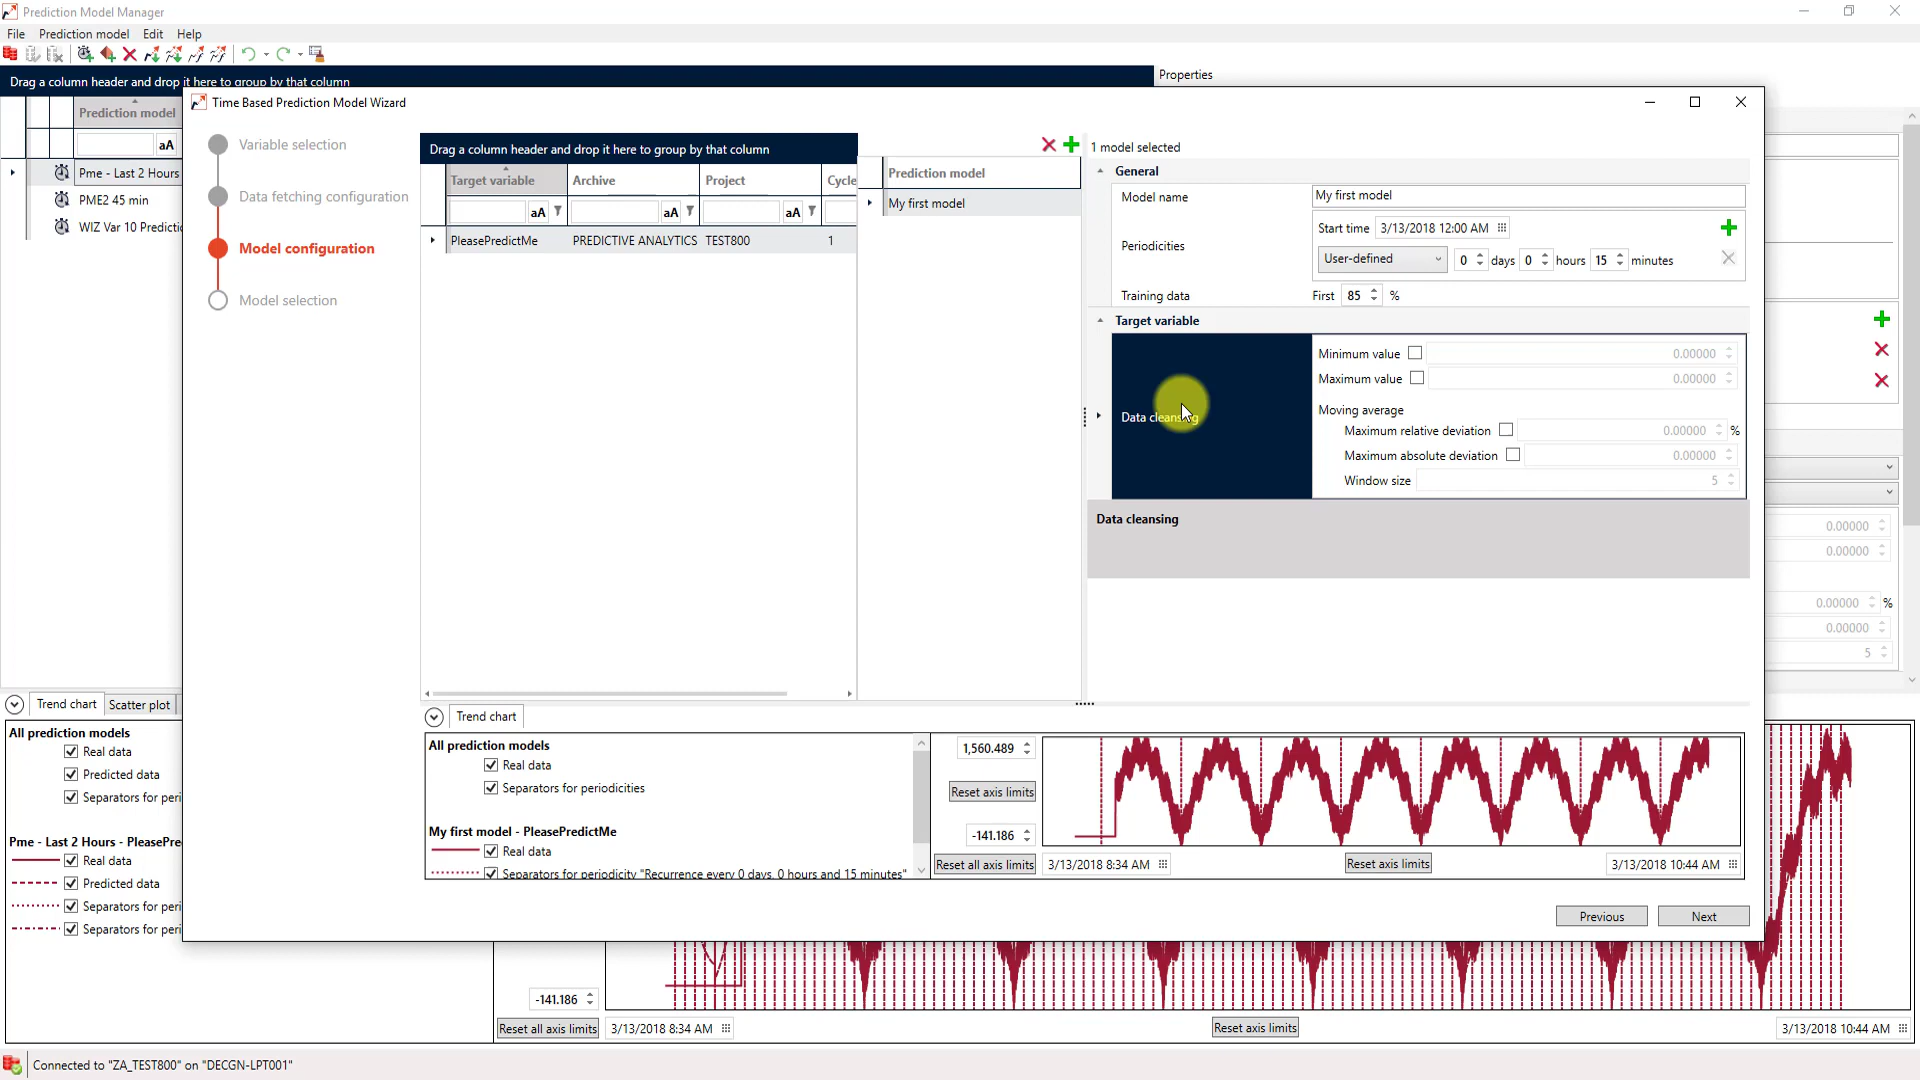 Prediction Model Manager
File Prediction model Edit Help
Drag a column header and drop it here to group by that column
Properties
Prediction model
aA
Pme - Last 2 Hours
PME2 45 min
WIZ Var 10 Predictic
Time Based Prediction Model Wizard
Variable selection
Data fetching configuration
Model configuration
Model selection
Drag a column header and drop it here to group by that column
Target variable Archive Project Cycle
aA aA aA
PleasePredictMe PREDICTIVE ANALYTICS TEST800 1
Prediction model
My first model
1 model selected
General
Model name My first model
Periodicities
Start time 3/13/2018 12:00 AM
User-defined 0 days 0 hours 15 minutes
Training data First 85 %
Target variable
Data cleansing
Minimum value 0.00000
Maximum value 0.00000
Moving average
Maximum relative deviation 0.00000 %
Maximum absolute deviation 0.00000
Window size 5
Data cleansing
0.00000
0.00000
0.00000 %
0.00000
5
Trend chart
All prediction models
Real data
Separators for periodicities
My first model - PleasePredictMe
Real data
Separators for periodicity "Recurrence every 0 days, 0 hours and 15 minutes"
1,560.489
Reset axis limits
-141.186
Reset all axis limits
3/13/2018 8:34 AM Reset axis limits 3/13/2018 10:44 AM
Previous Next
Trend chart Scatter plot
All prediction models
Real data
Predicted data
Separators for peri
Pme - Last 2 Hours - PleasePre
Real data
Predicted data
Separators for peri
Separators for peri
-141.186
Reset all axis limits 3/13/2018 8:34 AM Reset axis limits 3/13/2018 10:44 AM
Connected to "ZA_TEST800" on "DECGN-LPT001"